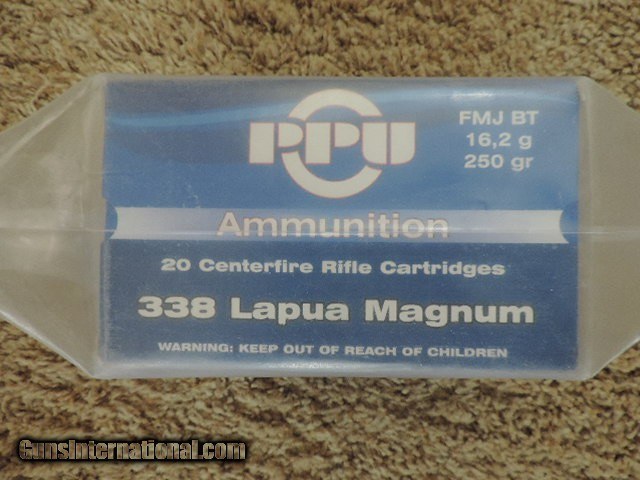 PPU
FMJ BT
16,2 g
250 gr
Ammunition
20 Centerfire Rifle Cartridges
338 Lapua Magnum
WARNING: KEEP OUT OF REACH OF CHILDREN
GunsInternational.com